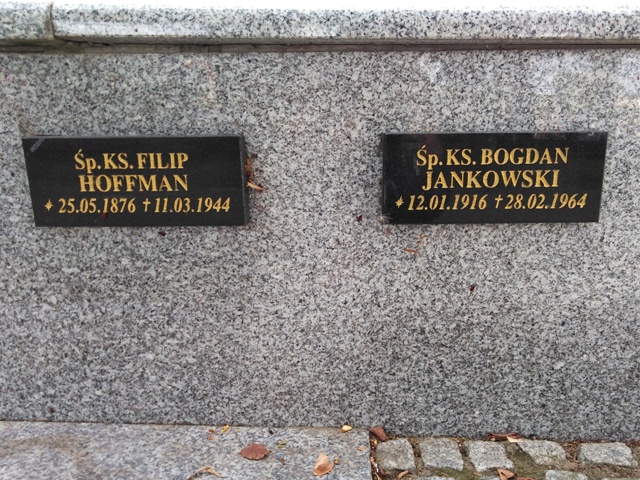 Śp. KS. FILIP
HOFFMAN
* 25.05.1876 † 11.03.1944
Śp. KS. BOGDAN
JANKOWSKI
* 12.01.1916 † 28.02.1964